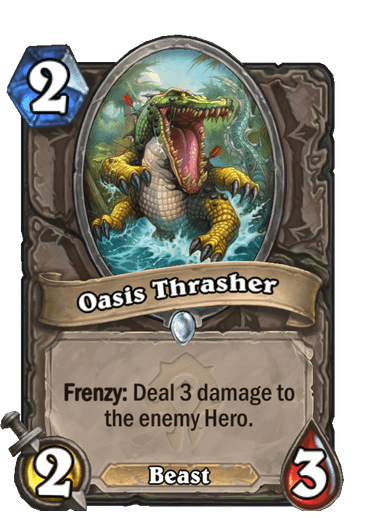 2
Oasis Thrasher
Frenzy: Deal 3 damage to
the enemy Hero.
2
Beast
3